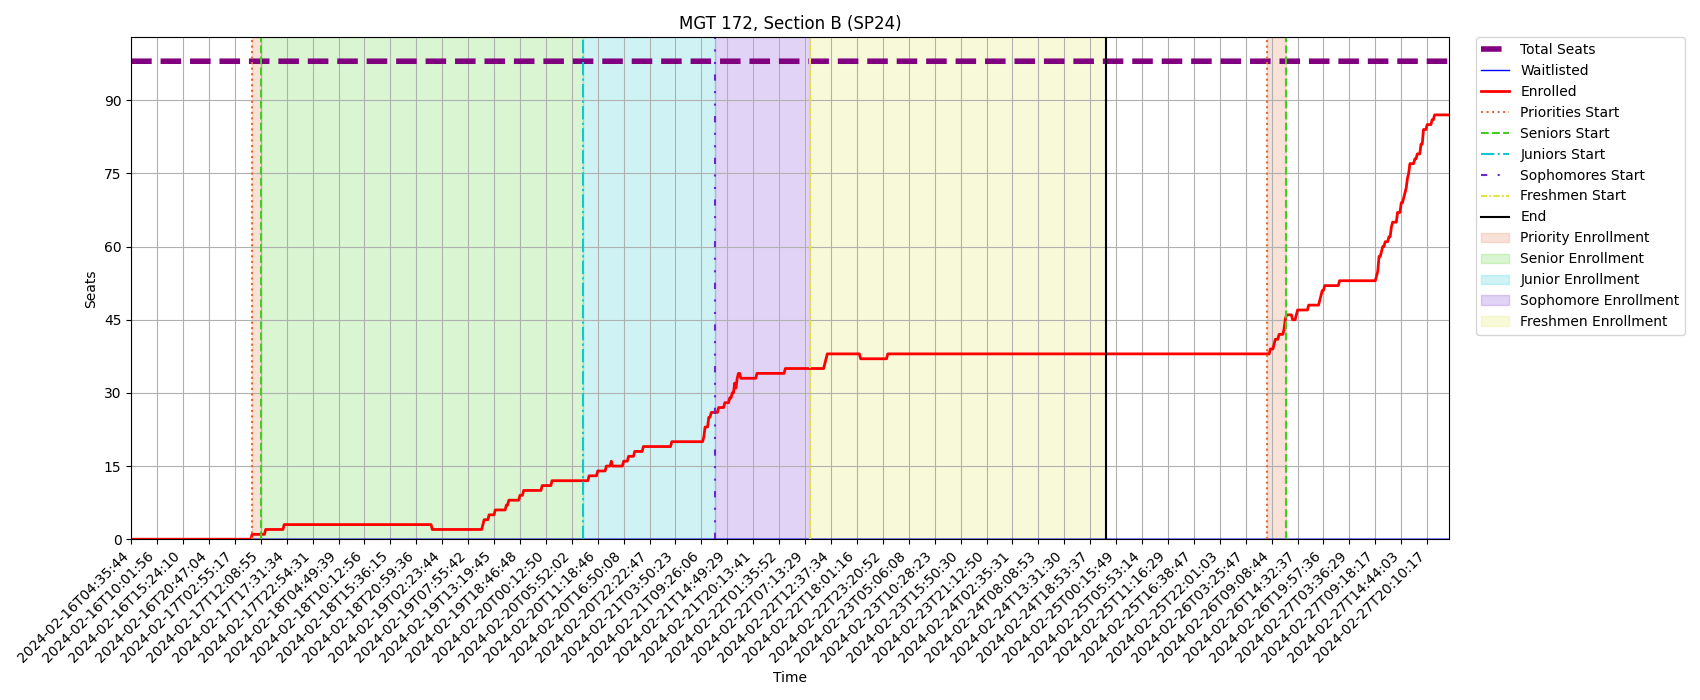 MGT 172, Section B (SP24)
Total Seats
Waitlisted
Enrolled
Priorities Start
Seniors Start
Juniors Start
Sophomores Start
Freshmen Start
End
Priority Enrollment
Senior Enrollment
Junior Enrollment
Sophomore Enrollment
Freshmen Enrollment
Seats
90
75
60
45
30
15
0
2024-02-16T04:35:44
2024-02-16T10:01:56
2024-02-16T15:24:10
2024-02-16T20:47:04
2024-02-17T02:55:17
2024-02-17T12:08:55
2024-02-17T17:31:34
2024-02-17T22:54:31
2024-02-18T04:49:39
2024-02-18T10:12:56
2024-02-18T15:36:15
2024-02-18T20:59:36
2024-02-19T02:23:44
2024-02-19T07:55:42
2024-02-19T13:19:45
2024-02-19T18:46:48
2024-02-20T00:12:50
2024-02-20T05:52:02
2024-02-20T11:18:46
2024-02-20T16:50:08
2024-02-20T22:22:47
2024-02-21T03:50:23
2024-02-21T09:26:06
2024-02-21T14:49:29
2024-02-21T20:13:41
2024-02-22T01:35:52
2024-02-22T07:13:29
2024-02-22T12:37:34
2024-02-22T18:01:16
2024-02-22T23:20:52
2024-02-23T05:06:08
2024-02-23T10:28:23
2024-02-23T15:50:30
2024-02-23T21:12:50
2024-02-24T02:35:31
2024-02-24T08:08:53
2024-02-24T13:31:30
2024-02-24T18:53:37
2024-02-25T00:15:49
2024-02-25T05:53:14
2024-02-25T11:16:29
2024-02-25T16:38:47
2024-02-25T22:01:03
2024-02-26T03:25:47
2024-02-26T09:08:44
2024-02-26T14:32:37
2024-02-26T19:57:36
2024-02-27T03:36:29
2024-02-27T09:18:17
2024-02-27T14:44:03
2024-02-27T20:10:17
Time